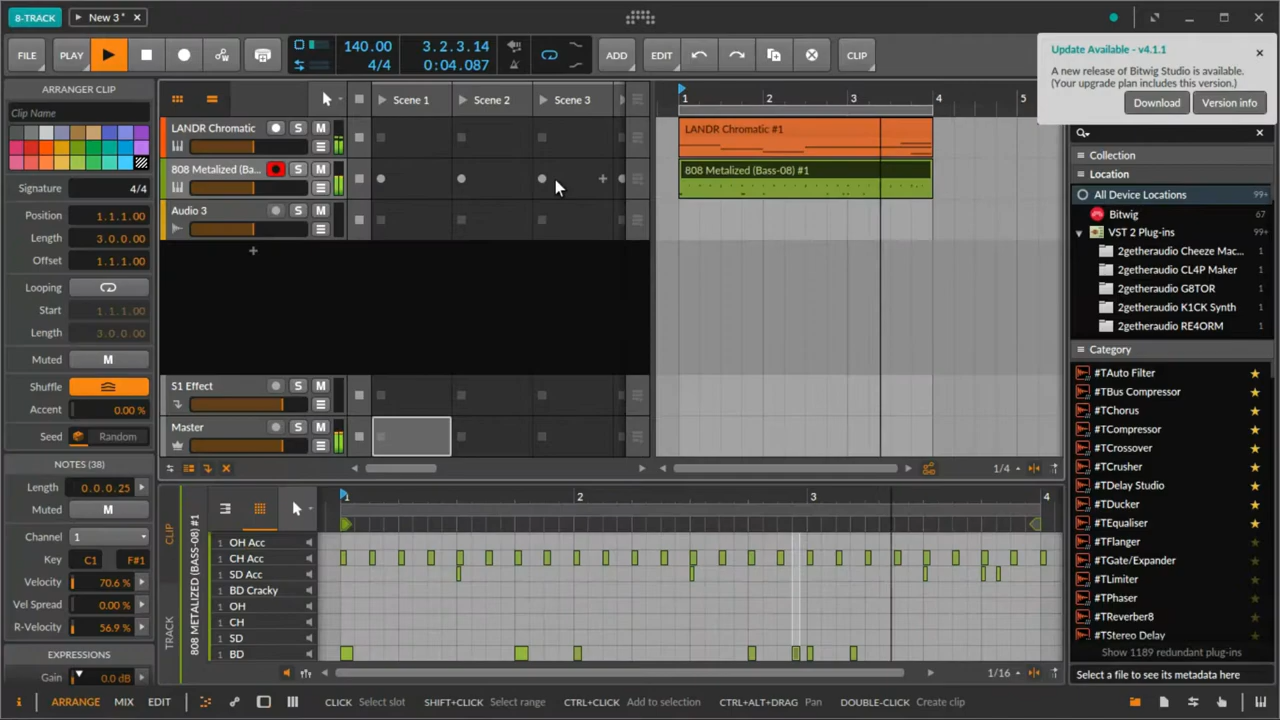 8-TRACK
New 3 *
FILE
PLAY
140.00
4/4
3.2.3.14
0:04.087
ADD
EDIT
CLIP
Update Available - v4.1.1
A new release of Bitwig Studio is available.
(Your upgrade plan includes this version.)
Download
Version info
ARRANGER CLIP
Clip Name
Signature 4/4
Position 1.1.1.00
Length 3.0.0.00
Offset 1.1.1.00
Looping
Start 1.1.1.00
Length 3.0.0.00
Muted M
Shuffle
Accent 0.00 %
Seed Random
NOTES (38)
Length 0.0.0.25
Muted M
Channel 1
Key C1 F#1
Velocity 70.6 %
Vel Spread 0.00 %
R-Velocity 56.9 %
EXPRESSIONS
Gain 0.0 dB
Scene 1
Scene 2
Scene 3
LANDR Chromatic S M
808 Metalized (Ba... S M
Audio 3 S M
S1 Effect S M
Master S M
1 2 3 4 5
LANDR Chromatic #1
808 Metalized (Bass-08) #1
1/4
CLIP
TRACK
808 METALIZED (BASS-08) #1
1 2 3 4
1 OH Acc
1 CH Acc
1 SD Acc
1 BD Cracky
1 OH
1 CH
1 SD
1 BD
1/16
Collection
Location
All Device Locations 99+
Bitwig 67
VST 2 Plug-ins 99+
2getheraudio Cheeze Mac... 1
2getheraudio CL4P Maker 1
2getheraudio G8TOR 1
2getheraudio K1CK Synth 1
2getheraudio RE4ORM 1
Category
#TAuto Filter
#TBus Compressor
#TChorus
#TCompressor
#TCrossover
#TCrusher
#TDelay Studio
#TDucker
#TEqualiser
#TFlanger
#TGate/Expander
#TLimiter
#TPhaser
#TReverber8
#TStereo Delay
Show 1189 redundant plug-ins
Select a file to see its metadata here
ARRANGE
MIX
EDIT
CLICK Select slot
SHIFT+CLICK Select range
CTRL+CLICK Add to selection
CTRL+ALT+DRAG Pan
DOUBLE-CLICK Create clip